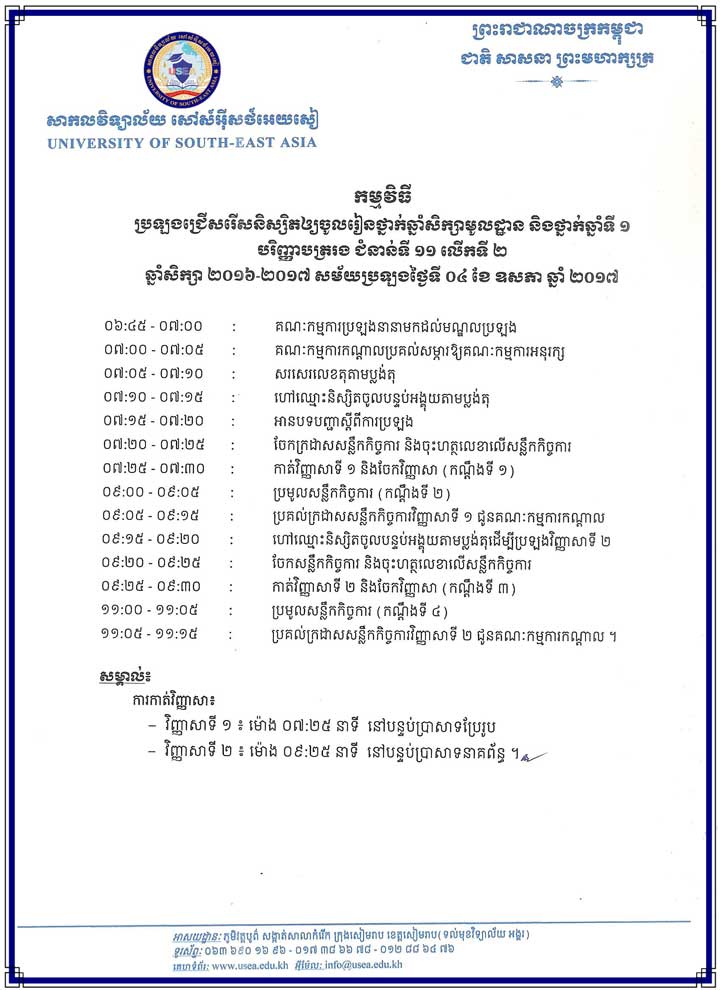 ព្រះរាជាណាចក្រកម្ពុជា
ជាតិ សាសនា ព្រះមហាក្សត្រ
USEA
UNIVERSITY OF SOUTH-EAST ASIA
សាកលវិទ្យាល័យ សៅស៍អ៊ីសថ៍អេយសៀ
UNIVERSITY OF SOUTH-EAST ASIA
កម្មវិធី
ប្រឡងជ្រើសរើសនិស្សិតឲ្យចូលរៀនថ្នាក់ឆ្នាំសិក្សាមូលដ្ឋាន និងថ្នាក់ឆ្នាំទី ១
បរិញ្ញាបត្ររង ជំនាន់ទី ១១ លើកទី ២
ឆ្នាំសិក្សា ២០១៦-២០១៧ សម័យប្រឡងថ្ងៃទី ០៤ ខែ ឧសភា ឆ្នាំ ២០១៧
០៦:៤៥ - ០៧:០០ : គណៈកម្មការប្រឡងនានាមកដល់មណ្ឌលប្រឡង
០៧:០០ - ០៧:០៥ : គណៈកម្មការកណ្តាលប្រគល់សម្ភារឱ្យគណៈកម្មការអនុរក្ស
០៧:០៥ - ០៧:១០ : សរសេរលេខតុតាមប្លង់តុ
០៧:១០ - ០៧:១៥ : ហៅឈ្មោះនិស្សិតចូលបន្ទប់អង្គុយតាមប្លង់តុ
០៧:១៥ - ០៧:២០ : អានបទបញ្ជាស្តីពីការប្រឡង
០៧:២០ - ០៧:២៥ : ចែកក្រដាសសន្លឹកកិច្ចការ និងចុះហត្ថលេខាលើសន្លឹកកិច្ចការ
០៧:២៥ - ០៧:៣០ : កាត់វិញ្ញាសាទី ១ និងចែកវិញ្ញាសា (កណ្តឹងទី ១)
០៩:០០ - ០៩:០៥ : ប្រមូលសន្លឹកកិច្ចការ (កណ្តឹងទី ២)
០៩:០៥ - ០៩:១៥ : ប្រគល់ក្រដាសសន្លឹកកិច្ចការវិញ្ញាសាទី ១ ជូនគណៈកម្មការកណ្តាល
០៩:១៥ - ០៩:២០ : ហៅឈ្មោះនិស្សិតចូលបន្ទប់អង្គុយតាមប្លង់តុដើម្បីប្រឡងវិញ្ញាសាទី ២
០៩:២០ - ០៩:២៥ : ចែកសន្លឹកកិច្ចការ និងចុះហត្ថលេខាលើសន្លឹកកិច្ចការ
០៩:២៥ - ០៩:៣០ : កាត់វិញ្ញាសាទី ២ និងចែកវិញ្ញាសា (កណ្តឹងទី ៣)
១១:០០ - ១១:០៥ : ប្រមូលសន្លឹកកិច្ចការ (កណ្តឹងទី ៤)
១១:០៥ - ១១:១៥ : ប្រគល់ក្រដាសសន្លឹកកិច្ចការវិញ្ញាសាទី ២ ជូនគណៈកម្មការកណ្តាល ។
សម្គាល់ៈ
ការកាត់វិញ្ញាសាៈ
– វិញ្ញាសាទី ១ ៖ ម៉ោង ០៧:២៥ នាទី នៅបន្ទប់ប្រាសាទប្រែរូប
– វិញ្ញាសាទី ២ ៖ ម៉ោង ០៩:២៥ នាទី នៅបន្ទប់ប្រាសាទនាគព័ន្ធ ។
អាសយដ្ឋានៈ ភូមិវត្តបូព៌ សង្កាត់សាលាកំរើក ក្រុងសៀមរាប ខេត្តសៀមរាប(ទល់មុខវិទ្យាល័យ អង្គរ)
ទូរស័ព្ទៈ ០៦៣ ៦៩០ ១៦ ៩៦ - ០១៧ ៣៨ ៦៦ ៧៨ - ០១២ ៨៨ ៦៤ ៧៦
គេហទំព័រៈ www.usea.edu.kh អ៊ីម៉ែលៈ info@usea.edu.kh